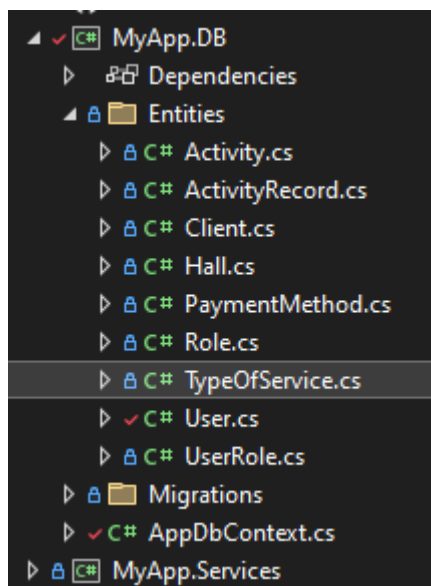 C# MyApp.DB
Dependencies
Entities
C# Activity.cs
C# ActivityRecord.cs
C# Client.cs
C# Hall.cs
C# PaymentMethod.cs
C# Role.cs
C# TypeOfService.cs
C# User.cs
C# UserRole.cs
Migrations
C# AppDbContext.cs
C# MyApp.Services